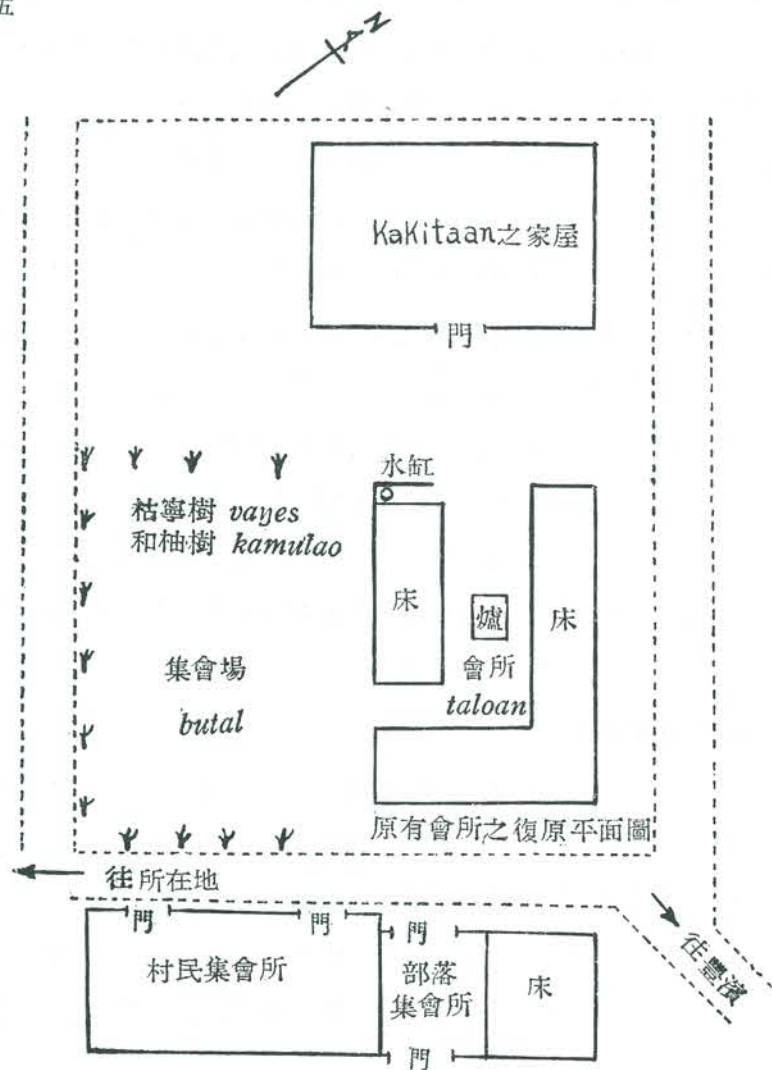 五
N
KaKitaan之家屋
門
水缸
枯寧樹 vayes
和柚樹 kamulao
床
爐
床
會所
taloan
集會場
butal
原有會所之復原平面圖
往所在地
門
門
門
往豐濱
村民集會所
部落
集會所
床
門